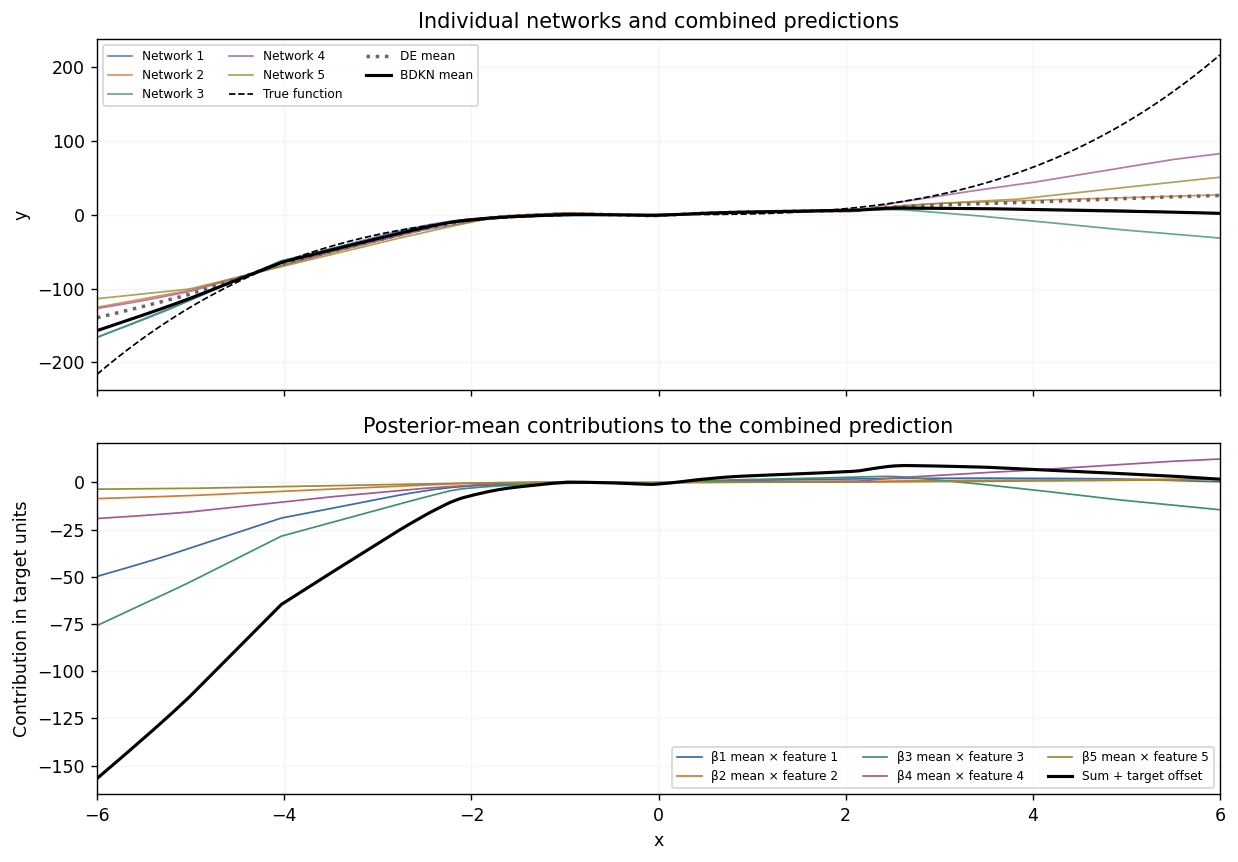 Individual networks and combined predictions
Network 1
Network 2
Network 3
Network 4
Network 5
True function
DE mean
BDKN mean
200
100
0
−100
−200
y
Posterior-mean contributions to the combined prediction
0
−25
−50
−75
−100
−125
−150
Contribution in target units
β1 mean × feature 1
β2 mean × feature 2
β3 mean × feature 3
β4 mean × feature 4
β5 mean × feature 5
Sum + target offset
−6
−4
−2
0
2
4
6
x